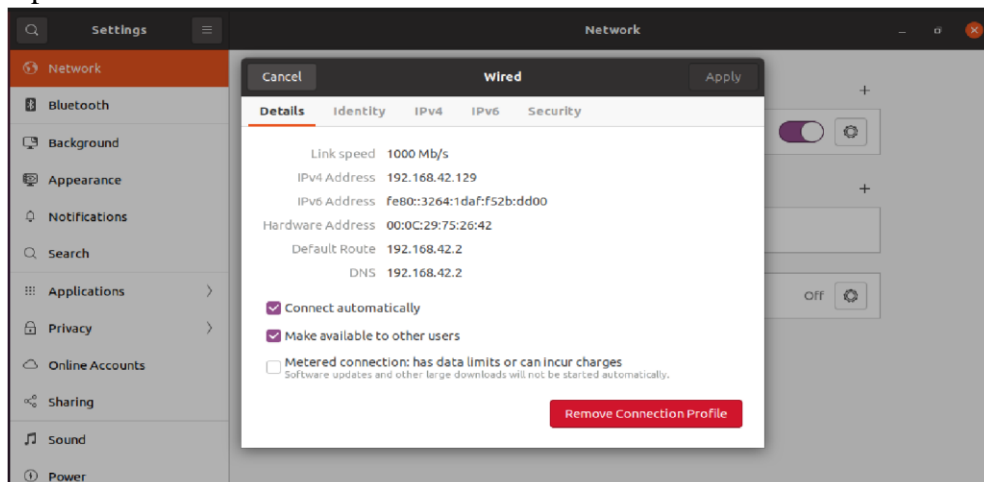 Settings
Network
Network
Bluetooth
Background
Appearance
Notifications
Search
Applications
Privacy
Online Accounts
Sharing
Sound
Power
Cancel
Wired
Apply
Details Identity IPv4 IPv6 Security
Link speed 1000 Mb/s
IPv4 Address 192.168.42.129
IPv6 Address fe80::3264:1daf:f52b:dd00
Hardware Address 00:0C:29:75:26:42
Default Route 192.168.42.2
DNS 192.168.42.2
Connect automatically
Make available to other users
Metered connection: has data limits or can incur charges
Software updates and other large downloads will not be started automatically.
Remove Connection Profile
Off